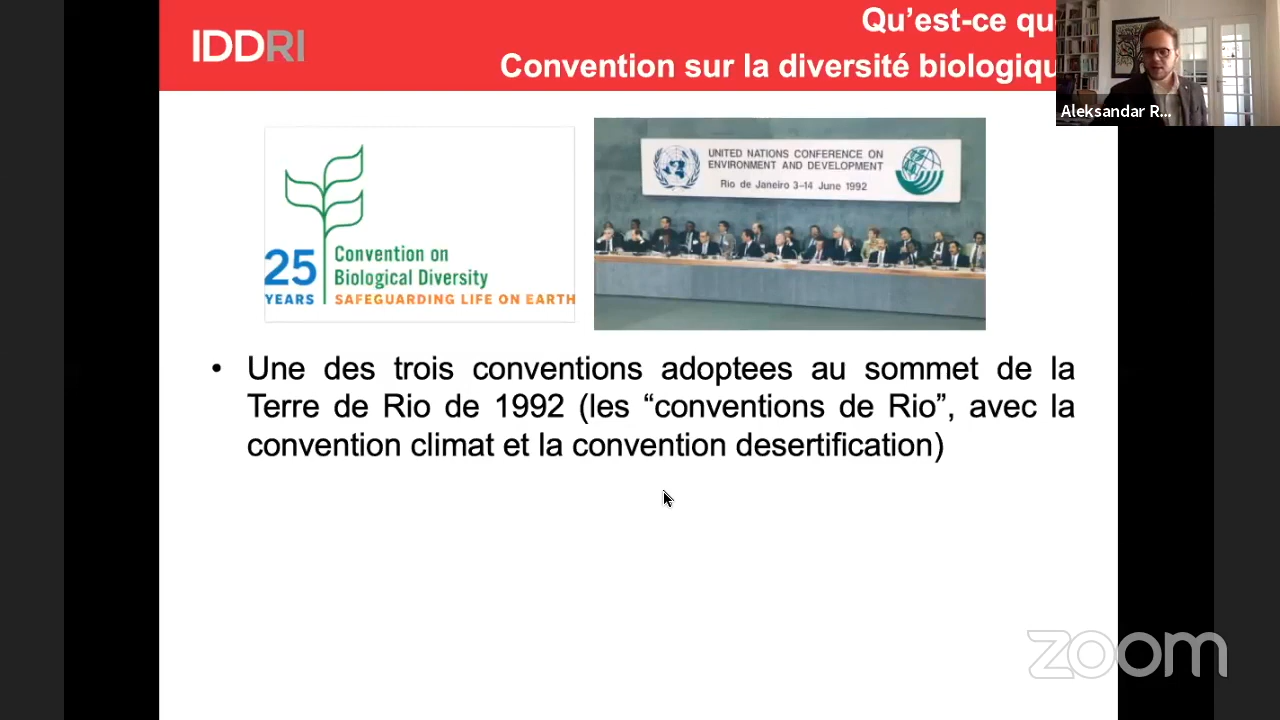 IDDRI
Qu’est-ce qu
Convention sur la diversité biologiqu
Aleksandar R...
25
YEARS
Convention on
Biological Diversity
SAFEGUARDING LIFE ON EARTH
UNITED NATIONS CONFERENCE ON
ENVIRONMENT AND DEVELOPMENT
Rio de Janeiro 3–14 June 1992
• Une des trois conventions adoptees au sommet de la
Terre de Rio de 1992 (les “conventions de Rio”, avec la
convention climat et la convention desertification)
zoom